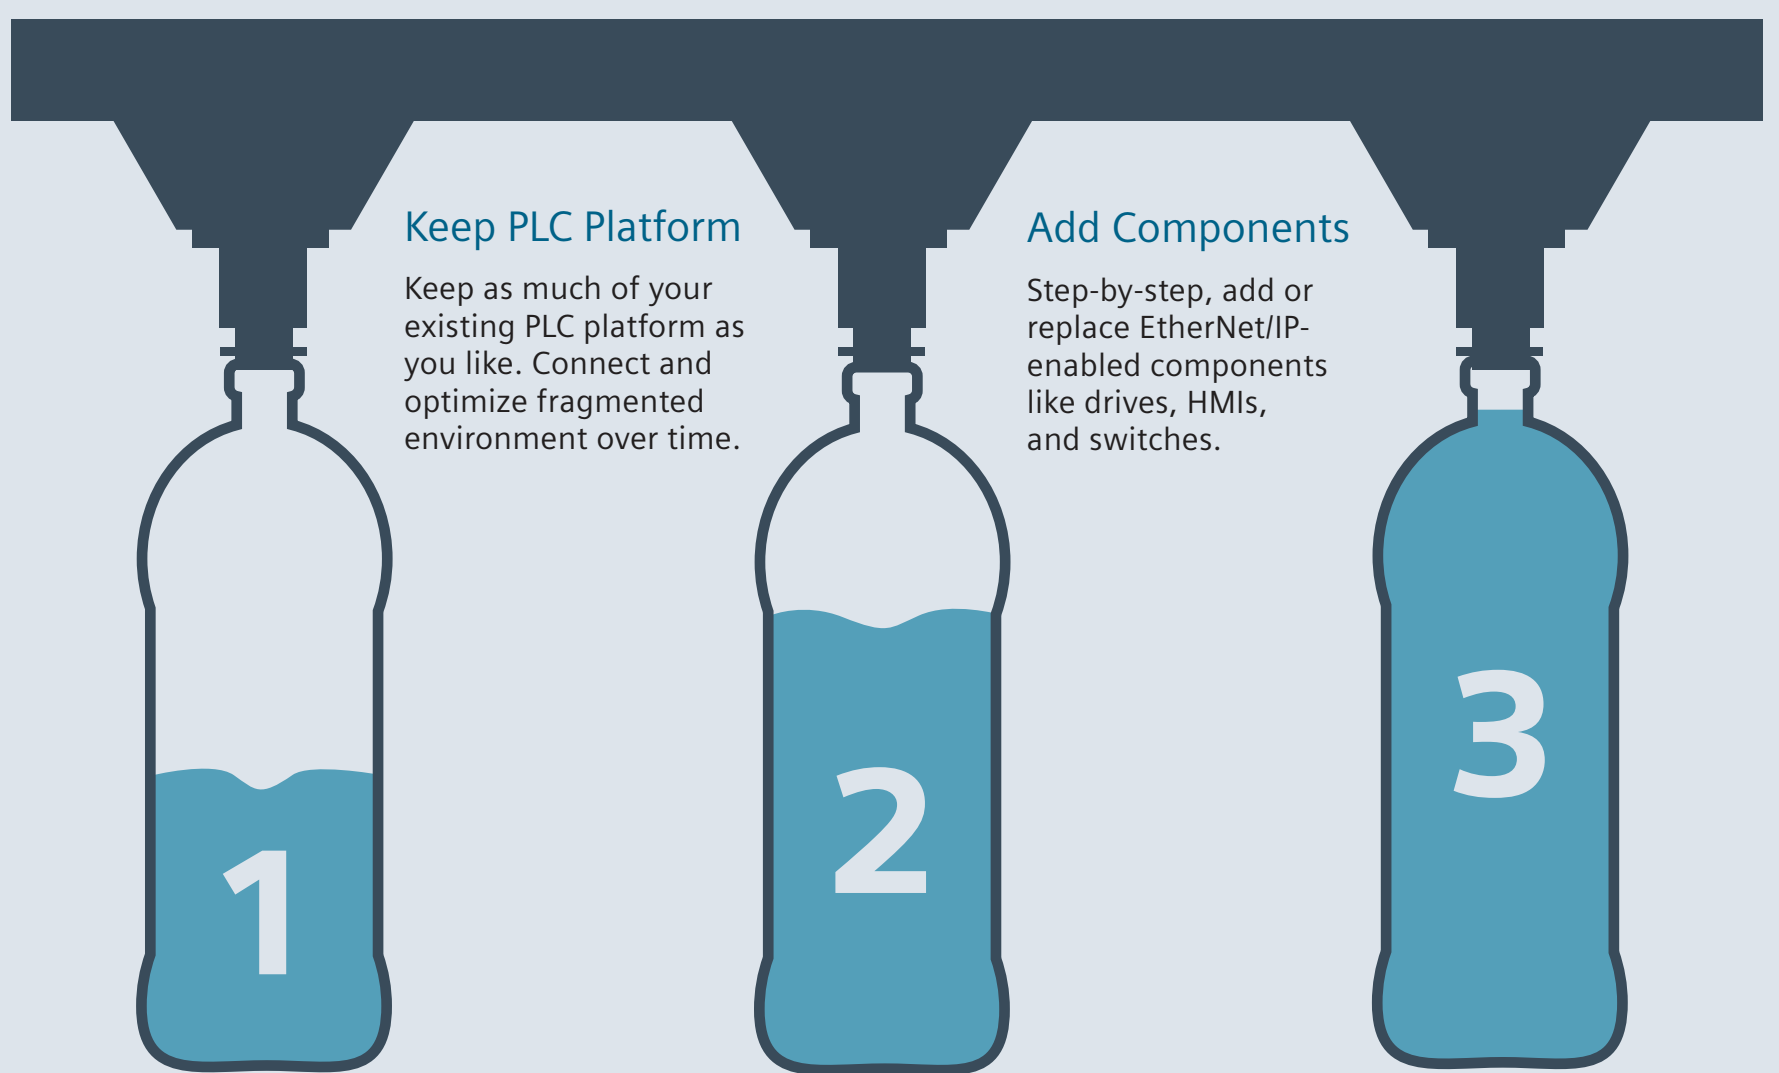 Keep PLC Platform
Keep as much of your
existing PLC platform as
you like. Connect and
optimize fragmented
environment over time.
Add Components
Step-by-step, add or
replace EtherNet/IP-
enabled components
like drives, HMIs,
and switches.
1
2
3